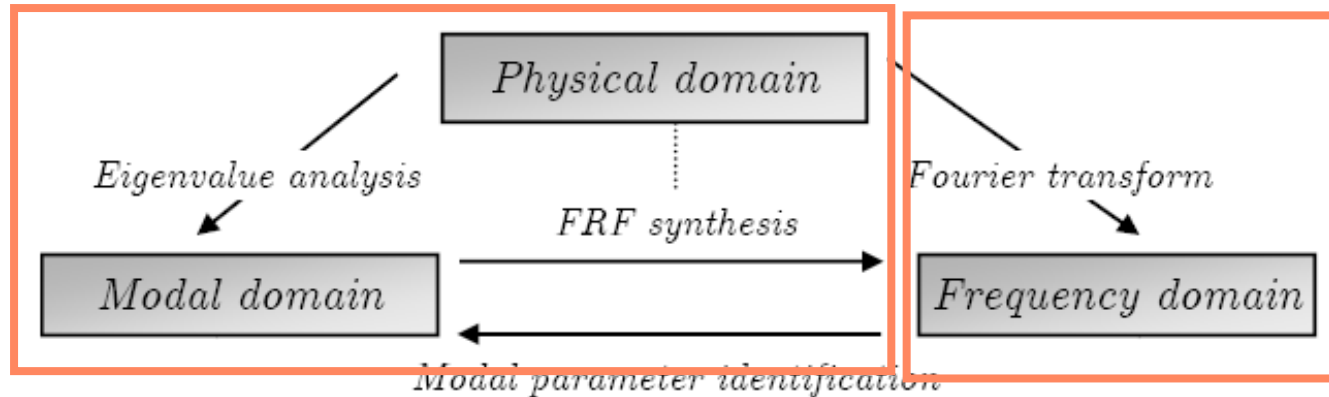 Physical domain
Eigenvalue analysis
Fourier transform
FRF synthesis
Modal domain
Frequency domain
Modal parameter identification